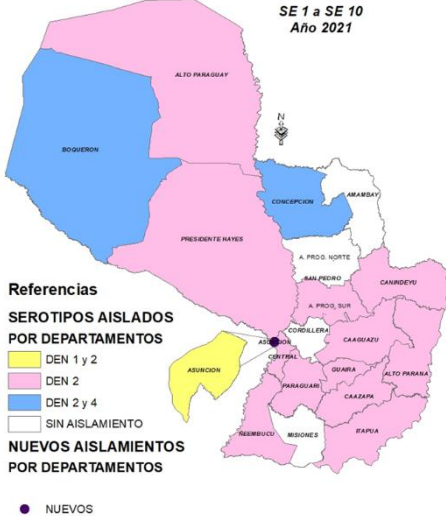 SE 1 a SE 10
Año 2021
ALTO PARAGUAY
N
BOQUERON
CONCEPCION
AMAMBAY
PRESIDENTE HAYES
A. PROG. NORTE
SAN PEDRO
CANINDEYU
A. PROG. SUR
CORDILLERA
ASUNCION
CAAGUAZU
CENTRAL
ASUNCION
GUAIRA
ALTO PARANA
PARAGUARI
CAAZAPA
ÑEEMBUCU
MISIONES
ITAPUA
Referencias
SEROTIPOS AISLADOS
POR DEPARTAMENTOS
DEN 1 y 2
DEN 2
DEN 2 y 4
SIN AISLAMIENTO
NUEVOS AISLAMIENTOS
POR DEPARTAMENTOS
NUEVOS